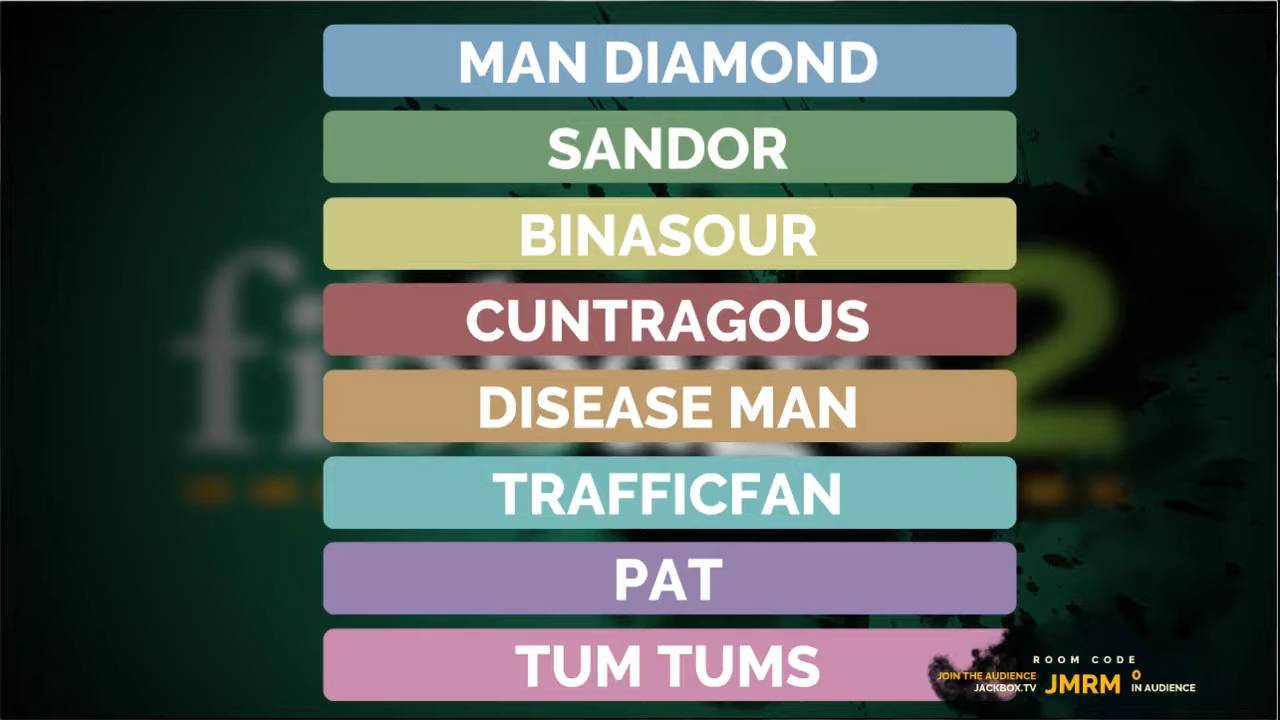 MAN DIAMOND
SANDOR
BINASOUR
CUNTRAGOUS
DISEASE MAN
TRAFFICFAN
PAT
TUM TUMS
ROOM CODE
JOIN THE AUDIENCE
JACKBOX.TV
JMRM
0
IN AUDIENCE
2